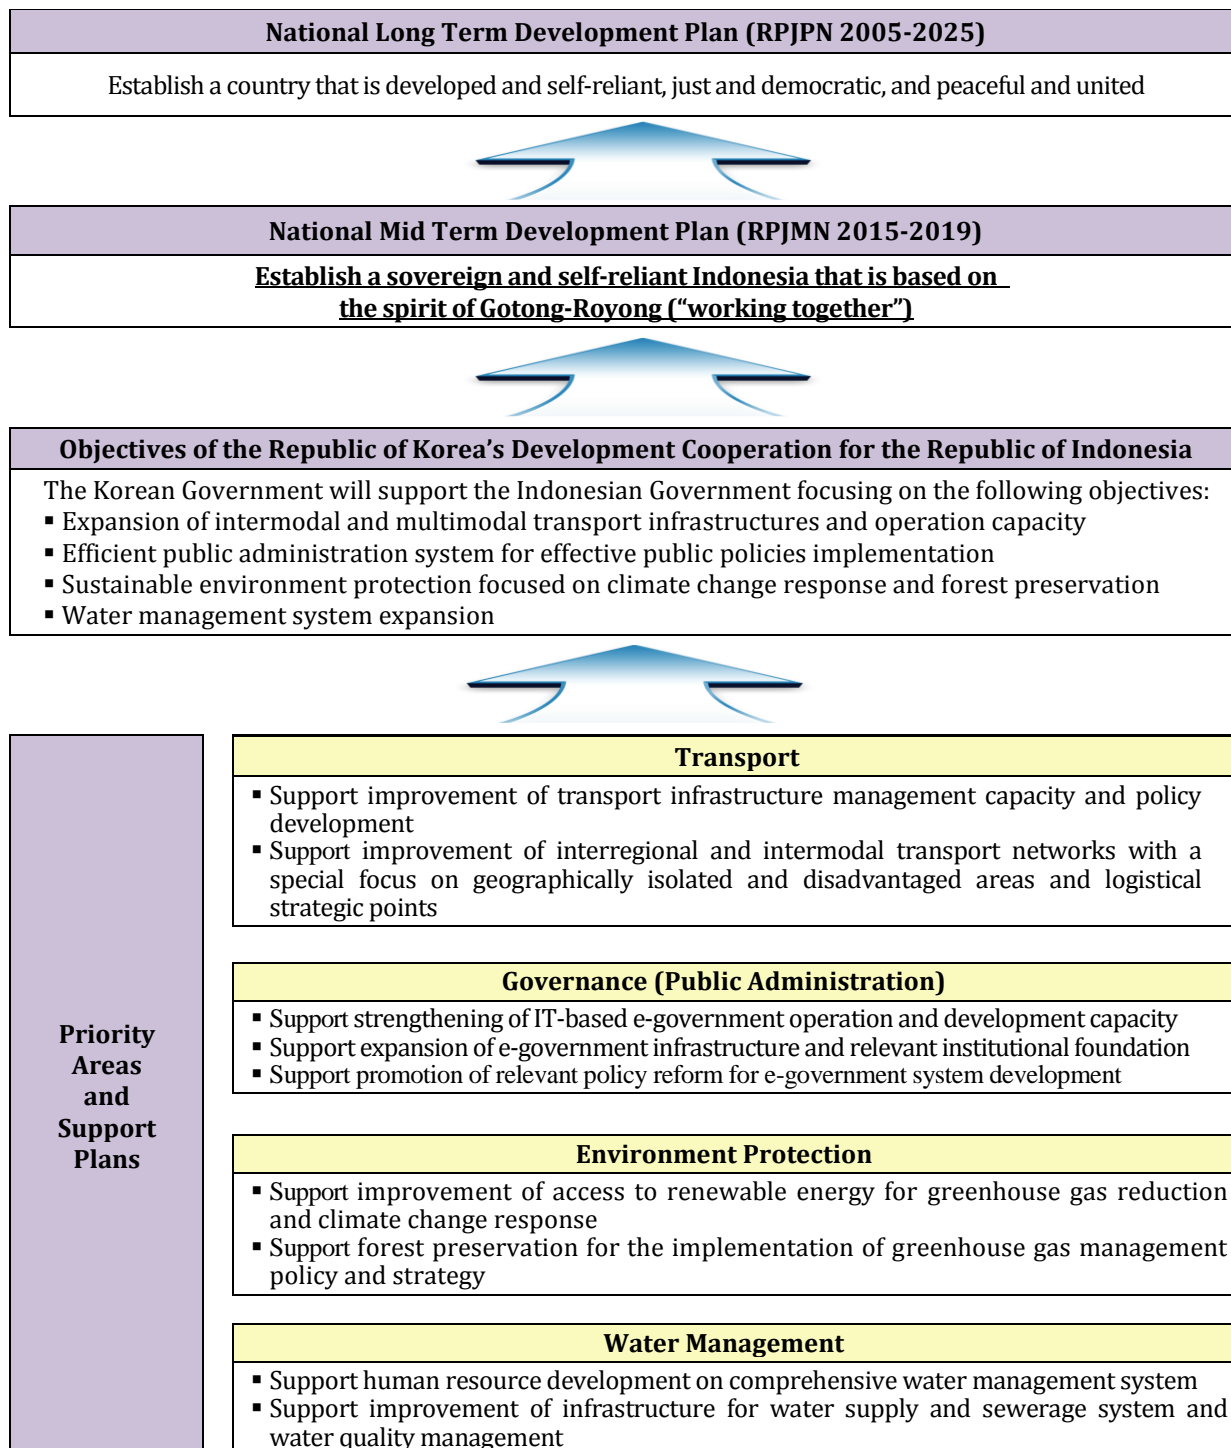 National Long Term Development Plan (RPJPN 2005-2025)
Establish a country that is developed and self-reliant, just and democratic, and peaceful and united
National Mid Term Development Plan (RPJMN 2015-2019)
Establish a sovereign and self-reliant Indonesia that is based on
the spirit of Gotong-Royong (“working together”)
Objectives of the Republic of Korea’s Development Cooperation for the Republic of Indonesia
The Korean Government will support the Indonesian Government focusing on the following objectives:
▪ Expansion of intermodal and multimodal transport infrastructures and operation capacity
▪ Efficient public administration system for effective public policies implementation
▪ Sustainable environment protection focused on climate change response and forest preservation
▪ Water management system expansion
Priority
Areas
and
Support
Plans
Transport
▪ Support improvement of transport infrastructure management capacity and policy
development
▪ Support improvement of interregional and intermodal transport networks with a
special focus on geographically isolated and disadvantaged areas and logistical
strategic points
Governance (Public Administration)
▪ Support strengthening of IT-based e-government operation and development capacity
▪ Support expansion of e-government infrastructure and relevant institutional foundation
▪ Support promotion of relevant policy reform for e-government system development
Environment Protection
▪ Support improvement of access to renewable energy for greenhouse gas reduction
and climate change response
▪ Support forest preservation for the implementation of greenhouse gas management
policy and strategy
Water Management
▪ Support human resource development on comprehensive water management system
▪ Support improvement of infrastructure for water supply and sewerage system and
water quality management